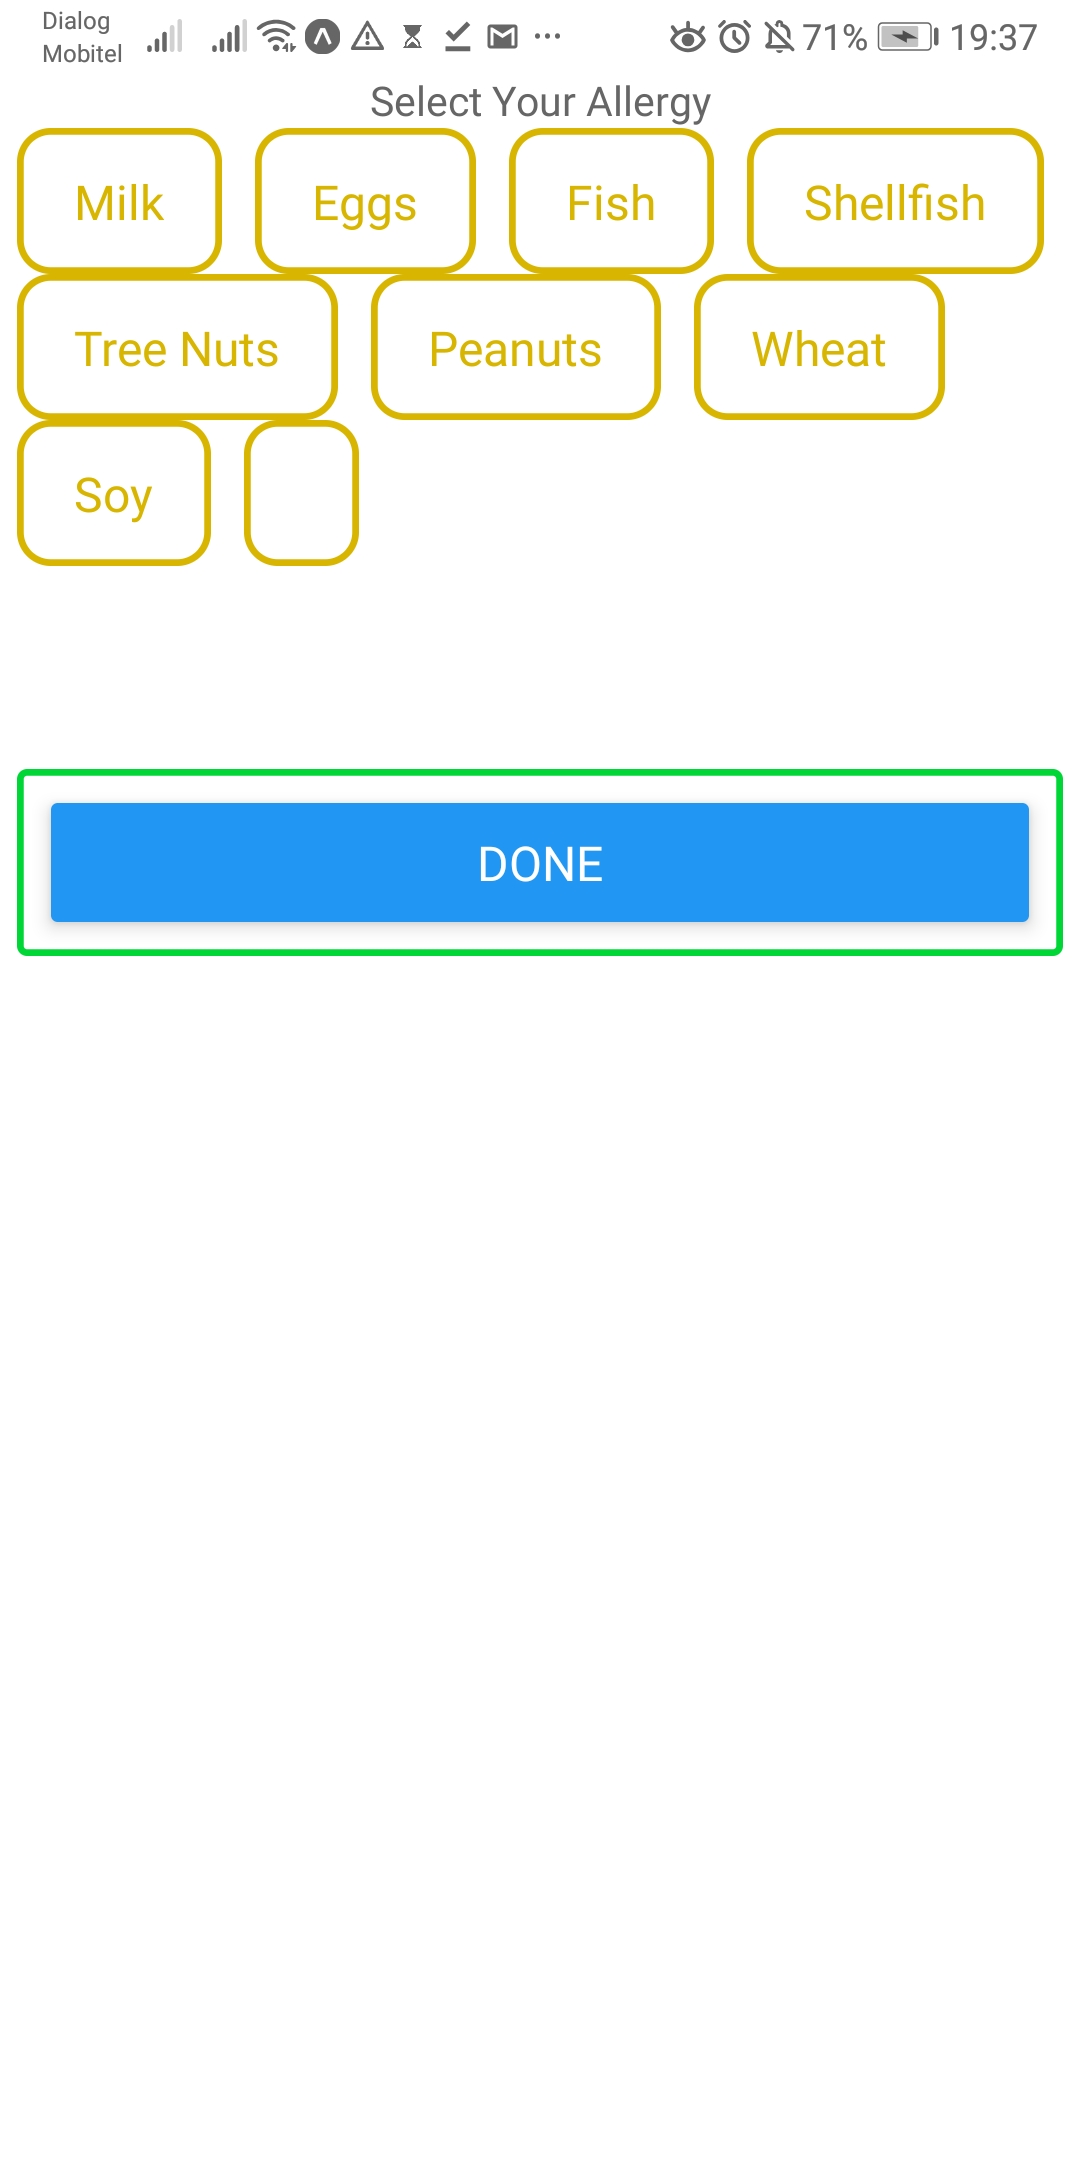 Dialog
Mobitel
71% 19:37
Select Your Allergy
Milk Eggs Fish Shellfish
Tree Nuts Peanuts Wheat
Soy
DONE